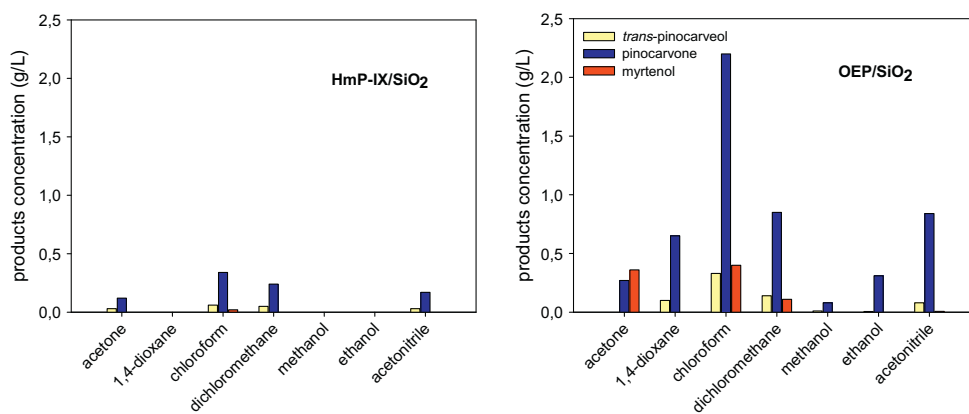 products concentration (g/L)
2,5
2,0
1,5
1,0
0,5
0,0
HmP-IX/SiO2
acetone
1,4-dioxane
chloroform
dichloromethane
methanol
ethanol
acetonitrile
products concentration (g/L)
2,5
2,0
1,5
1,0
0,5
0,0
trans-pinocarveol
pinocarvone
myrtenol
OEP/SiO2
acetone
1,4-dioxane
chloroform
dichloromethane
methanol
ethanol
acetonitrile